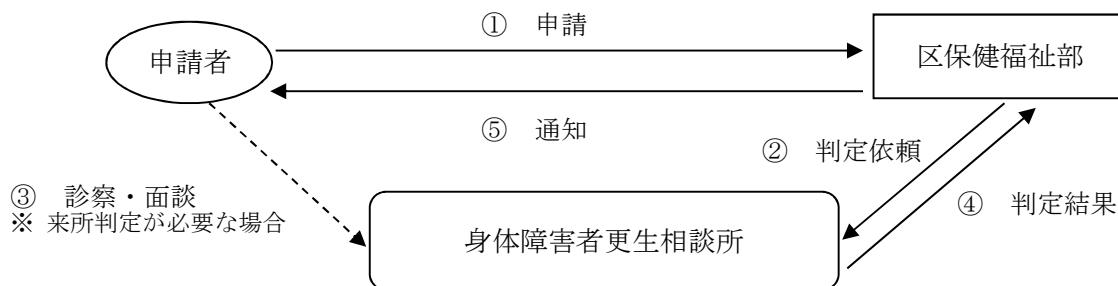 ① 申請
申請者
区保健福祉部
⑤ 通知
② 判定依頼
③ 診察・面談
※ 来所判定が必要な場合
④ 判定結果
身体障害者更生相談所